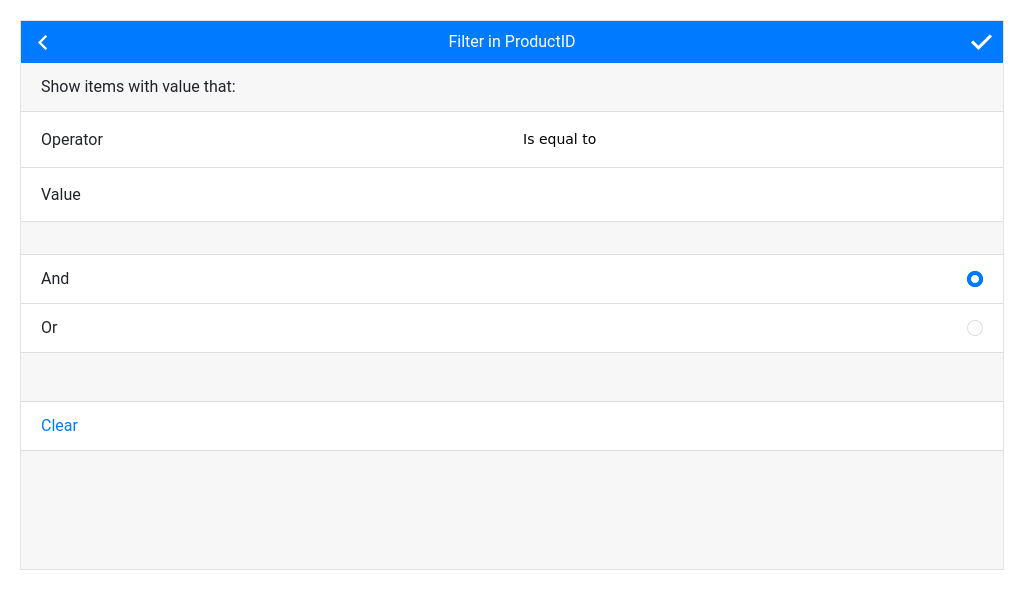 Filter in ProductID
Show items with value that:
Operator Is equal to
Value
And
Or
Clear